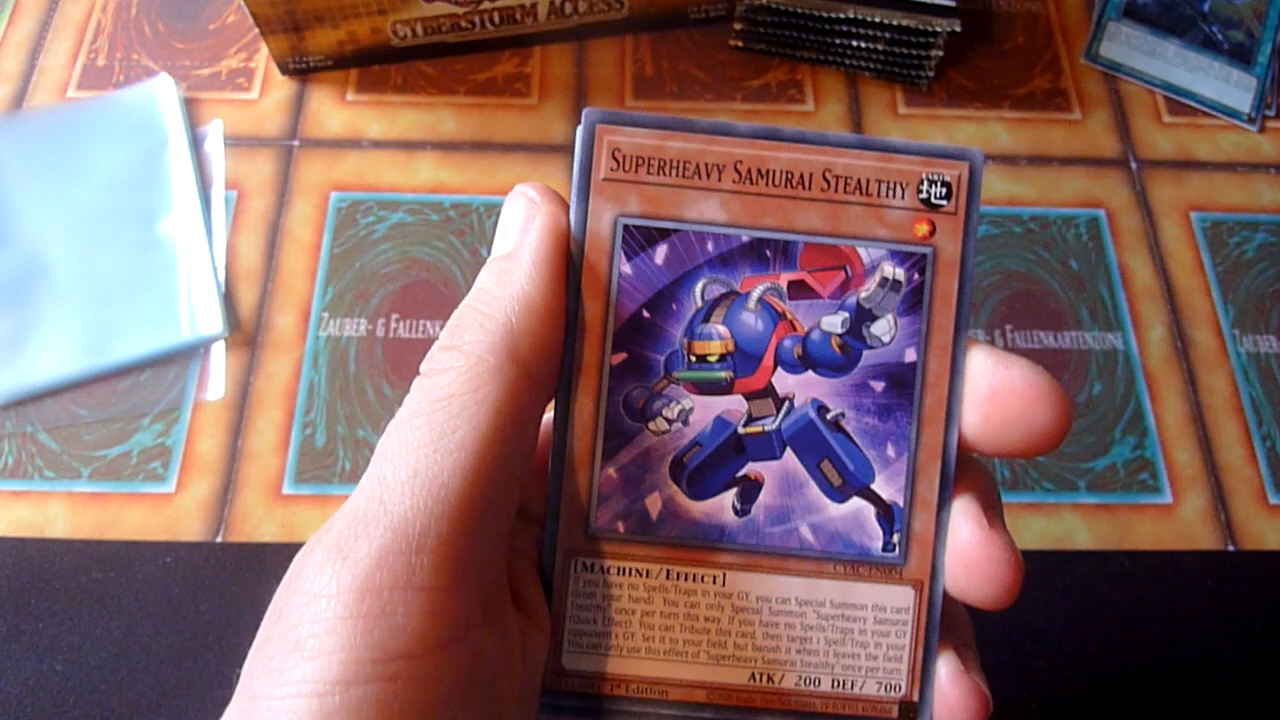 CYBERSTORM ACCESS
SUPERHEAVY SAMURAI STEALTHY
EARTH
地
ZAUBER- & FALLENK
& FALLENKARTENZONE
CYAC-EN004
[MACHINE/EFFECT]
If you have no Spells/Traps in your GY, you can Special Summon this card
(from your hand). You can only Special Summon "Superheavy Samurai
Stealthy" once per turn this way. If you have no Spells/Traps in your GY
(Quick Effect): You can Tribute this card, then target 1 Spell/Trap in your
opponent's GY: Set it to your field, but banish it when it leaves the field.
You can only use this effect of "Superheavy Samurai Stealthy" once per turn.
ATK/ 200 DEF/ 700
1st Edition